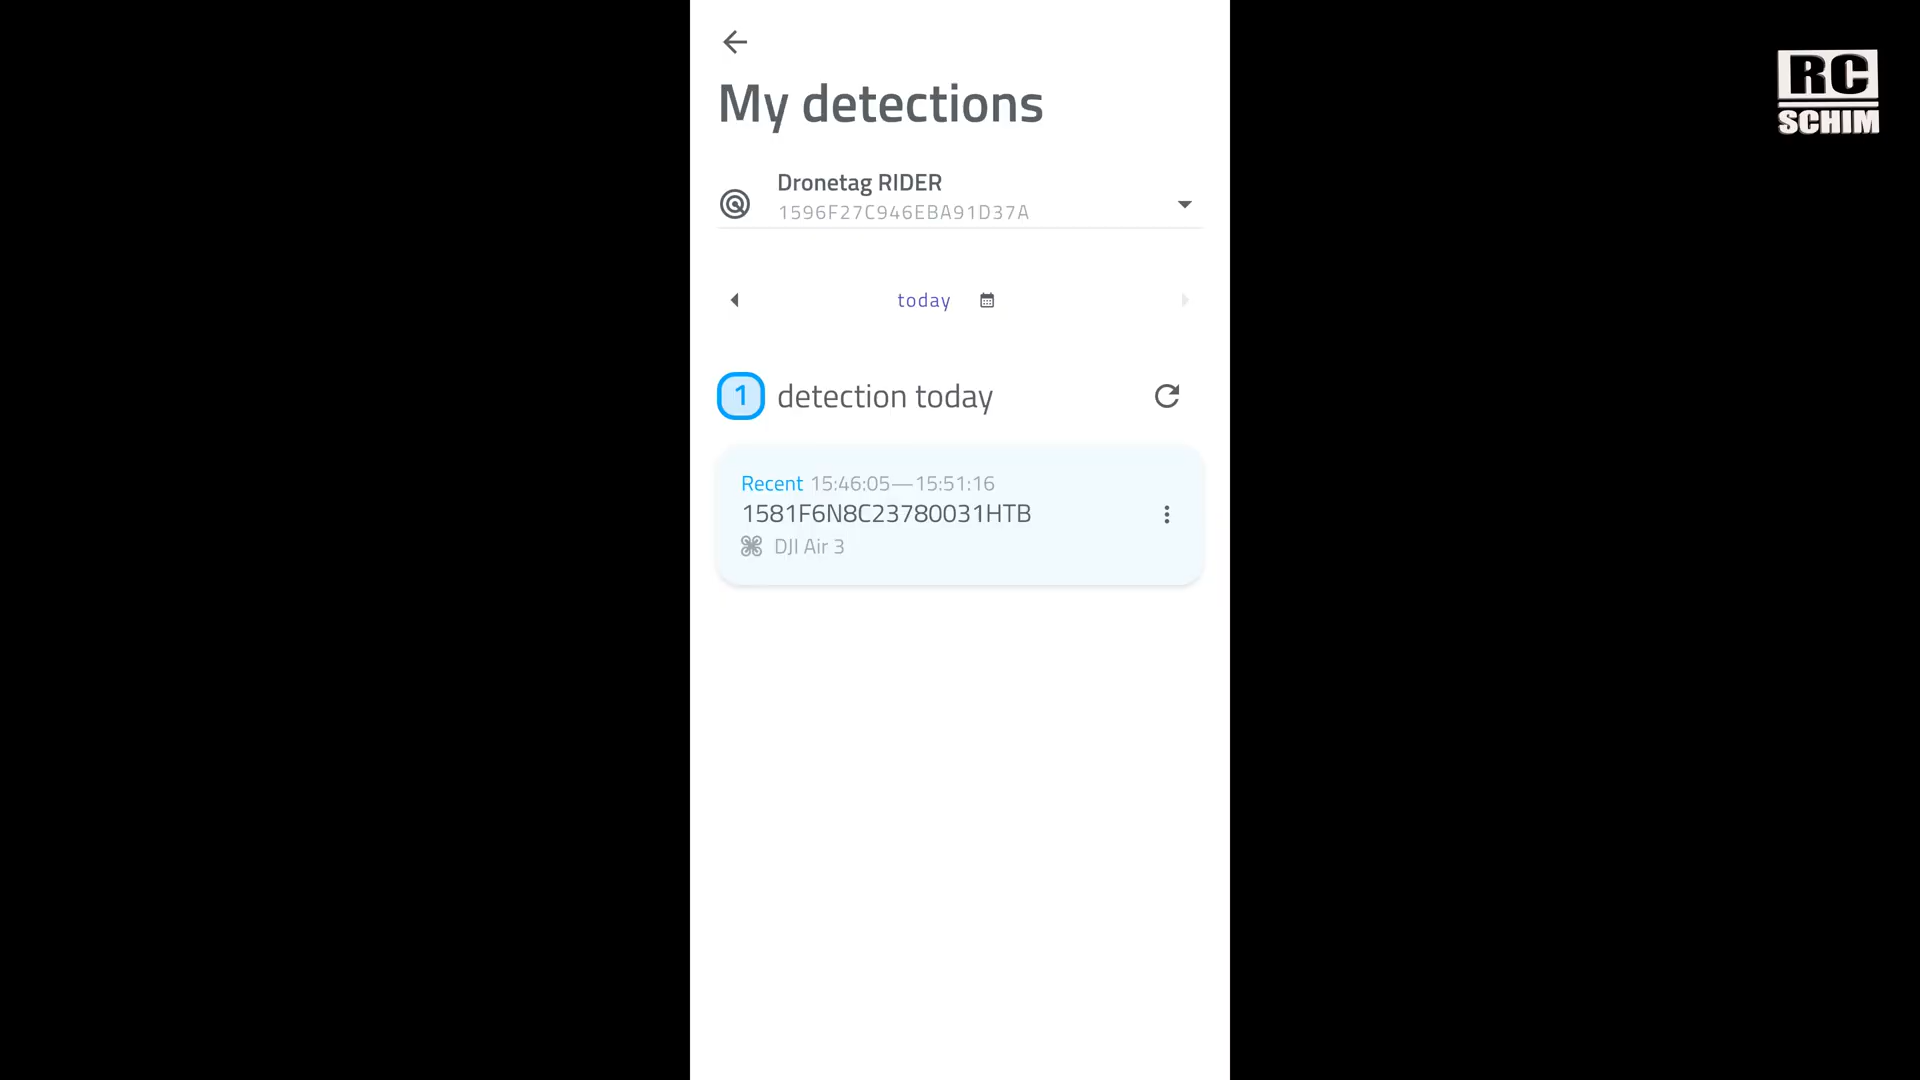 My detections
Dronetag RIDER
1596F27C946EBA91D37A
today
1 detection today
Recent 15:46:05—15:51:16
1581F6N8C23780031HTB
DJI Air 3
RC
SCHIM